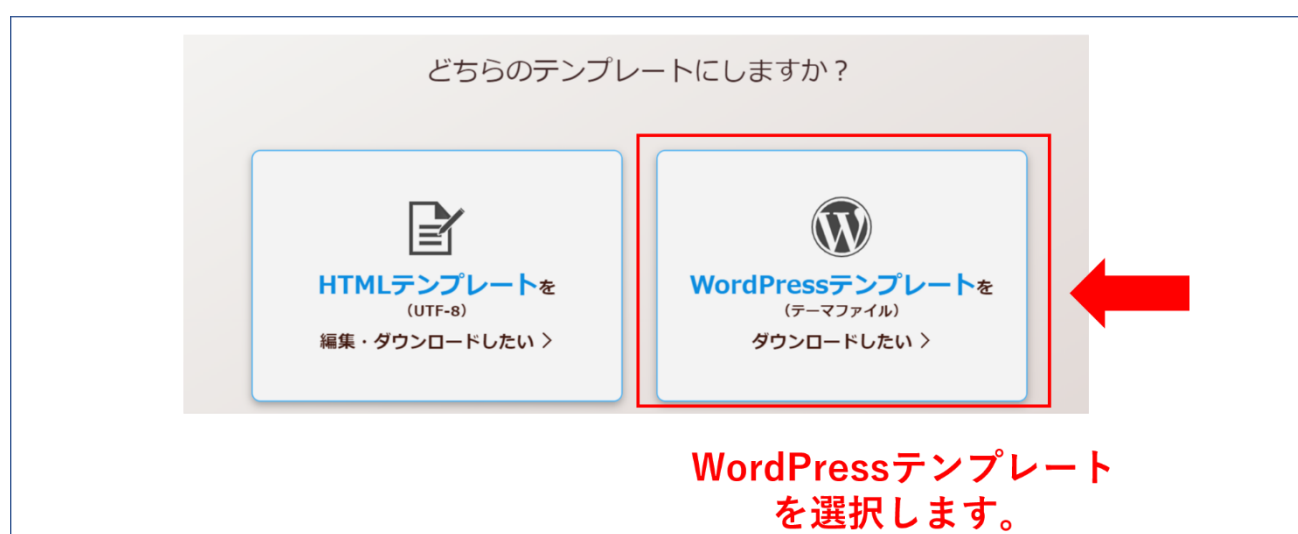 どちらのテンプレートにしますか？
HTMLテンプレートを
（UTF-8）
編集・ダウンロードしたい >
WordPressテンプレートを
（テーマファイル）
ダウンロードしたい >
WordPressテンプレート
を選択します。